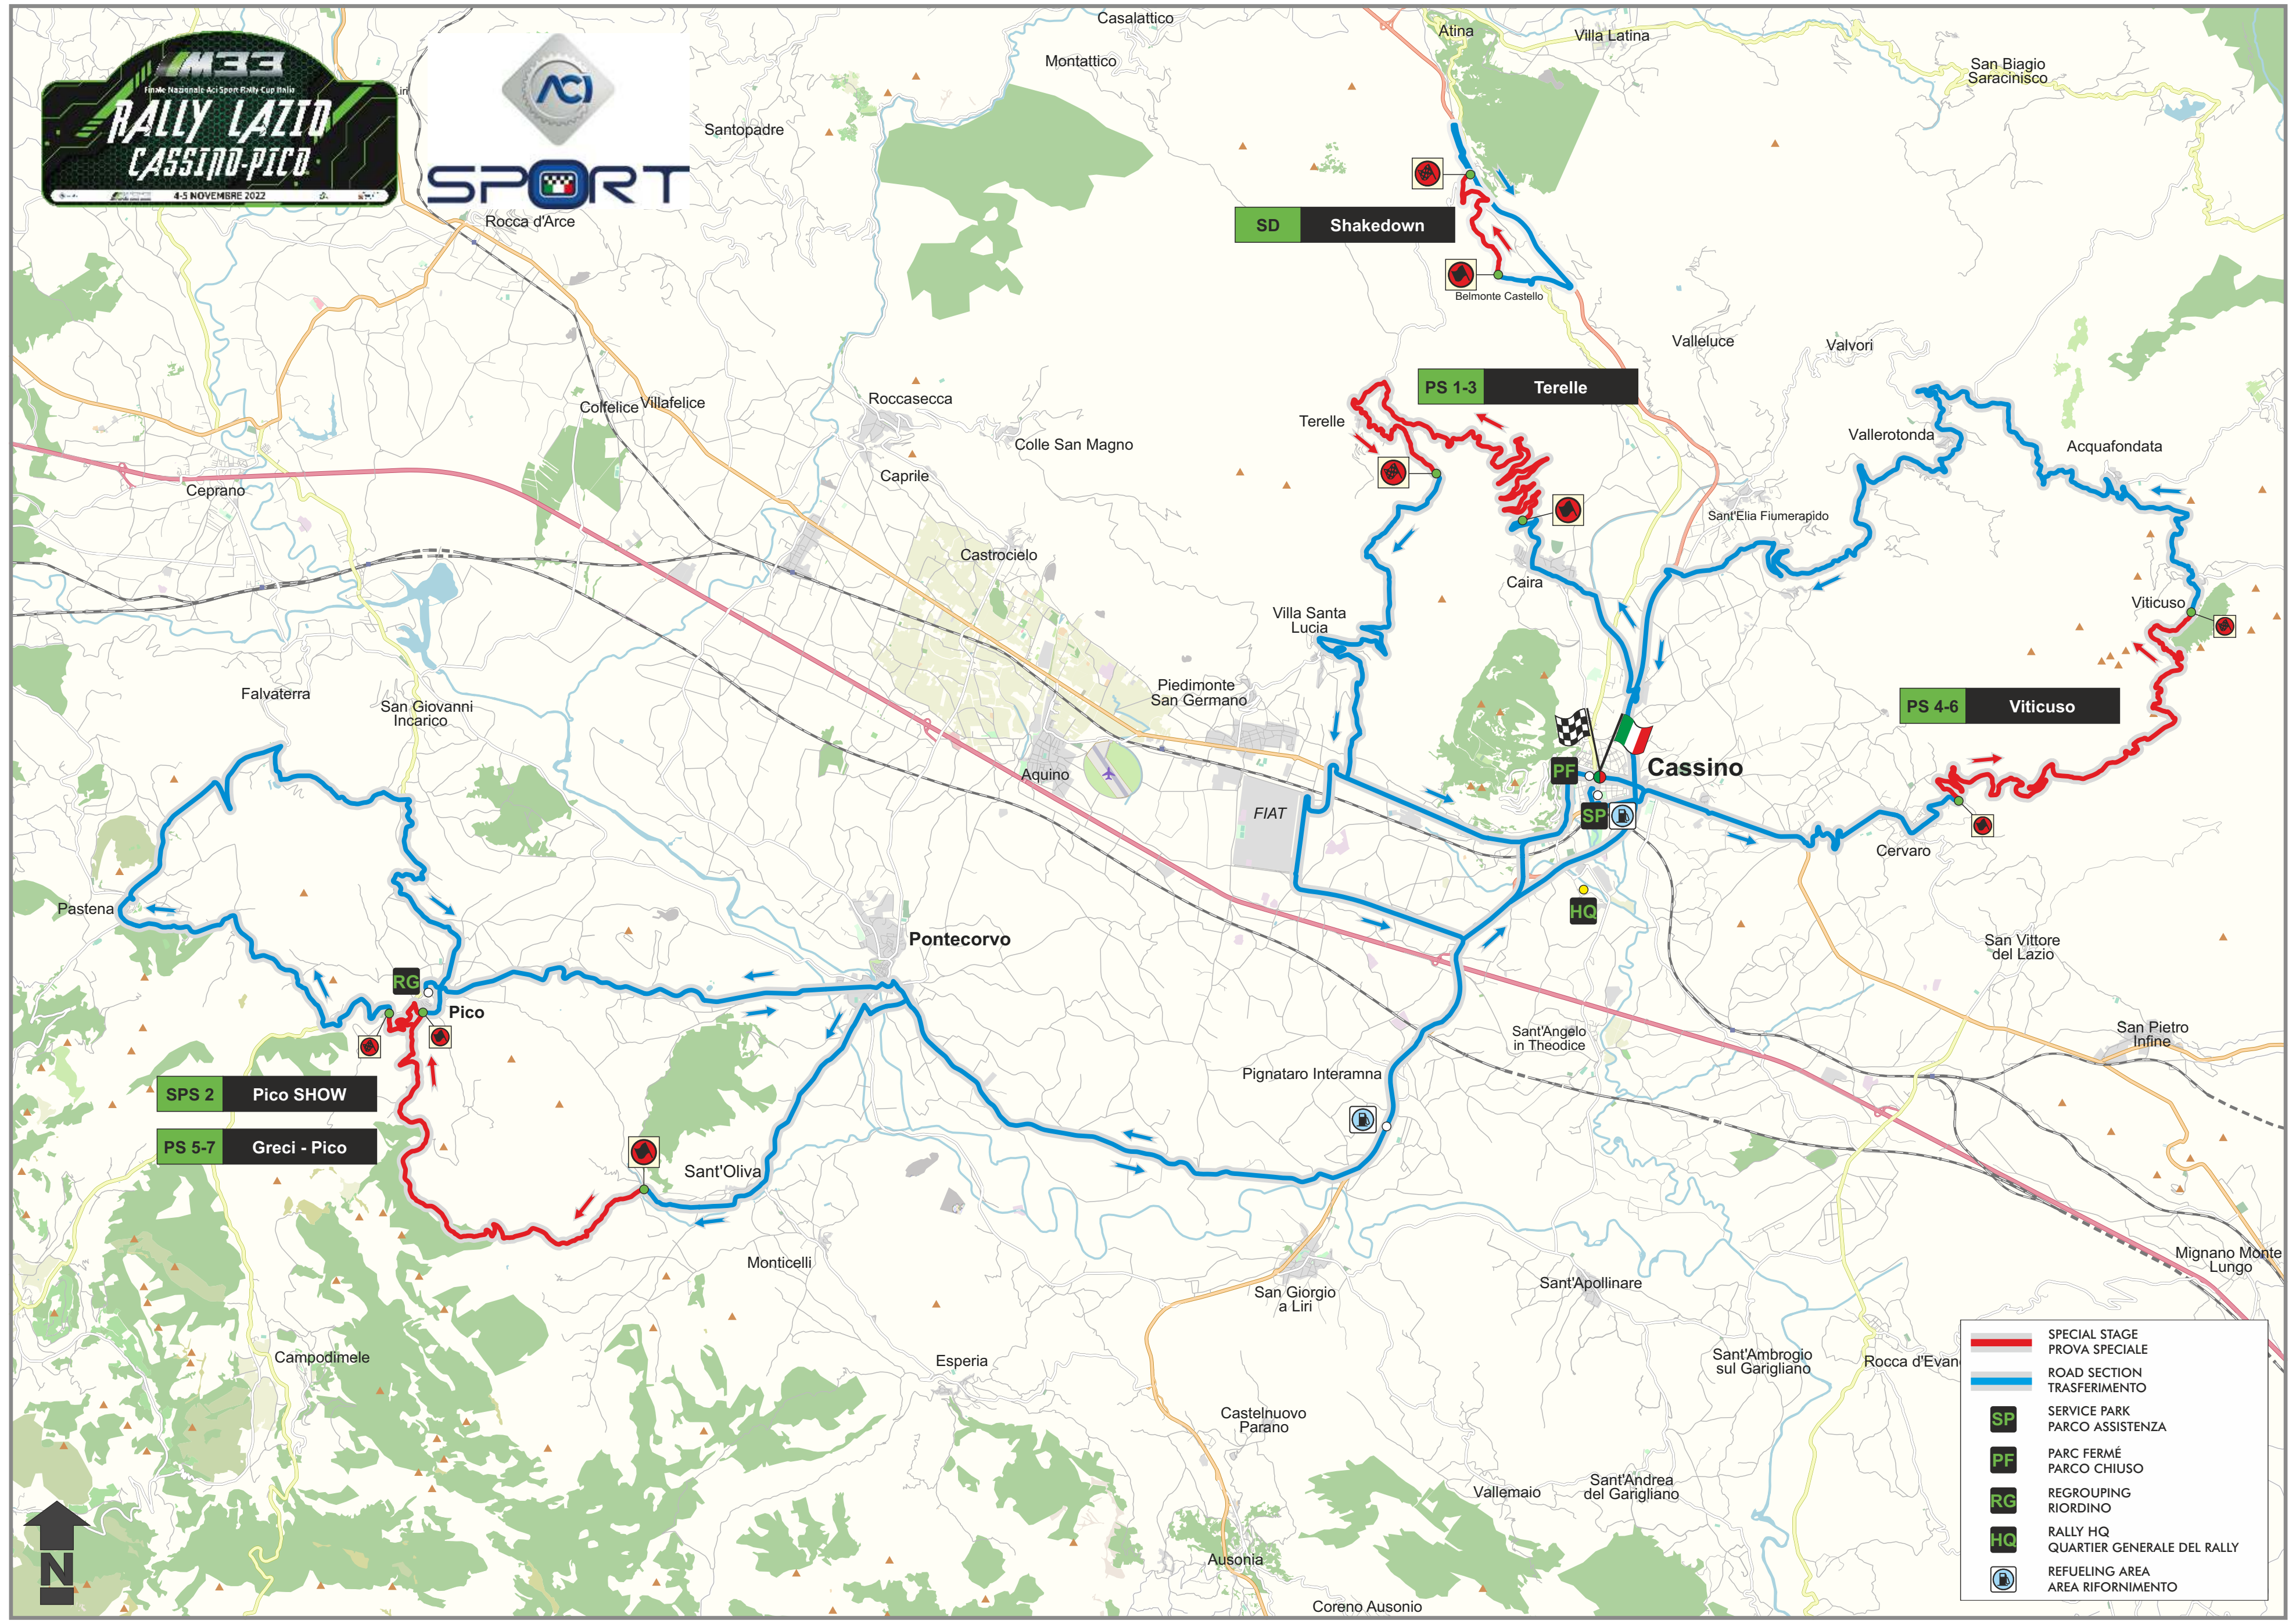 M33
Finale Nazionale Aci Sport Rally Cup Italia
RALLY LAZIO
CASSINO-PICO
4-5 NOVEMBRE 2022
ACI
SPORT
Casalattico
Montattico
Atina
Villa Latina
San Biagio
Saracinisco
Santopadre
Rocca d'Arce
SD
Shakedown
Belmonte Castello
Valleluce
Valvori
PS 1-3
Terelle
Terelle
Colfelice
Villafelice
Roccasecca
Colle San Magno
Caprile
Ceprano
Vallerotonda
Acquafondata
Sant'Elia Fiumerapido
Castrocielo
Caira
Villa Santa
Lucia
Viticuso
Falvaterra
San Giovanni
Incarico
Piedimonte
San Germano
PS 4-6
Viticuso
Aquino
PF
Cassino
FIAT
SP
Cervaro
Pastena
HQ
Pontecorvo
San Vittore
del Lazio
RG
Pico
Sant'Angelo
in Theodice
San Pietro
Infine
Pignataro Interamna
SPS 2
Pico SHOW
PS 5-7
Greci - Pico
Sant'Oliva
Monticelli
San Giorgio
a Liri
Sant'Apollinare
Mignano Monte
Lungo
Campodimele
Esperia
Sant'Ambrogio
sul Garigliano
Rocca d'Evan
Castelnuovo
Parano
Vallemaio
Sant'Andrea
del Garigliano
Ausonia
Coreno Ausonio
N
SPECIAL STAGE
PROVA SPECIALE
ROAD SECTION
TRASFERIMENTO
SP
SERVICE PARK
PARCO ASSISTENZA
PF
PARC FERMÉ
PARCO CHIUSO
RG
REGROUPING
RIORDINO
HQ
RALLY HQ
QUARTIER GENERALE DEL RALLY
REFUELING AREA
AREA RIFORNIMENTO